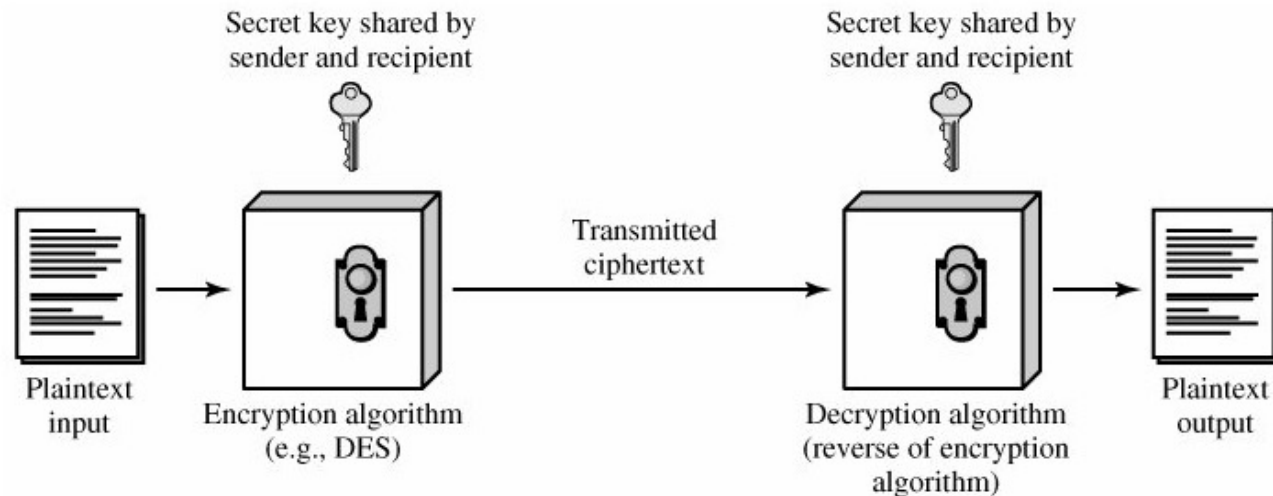 Secret key shared by
sender and recipient
Secret key shared by
sender and recipient
Transmitted
ciphertext
Plaintext
input
Encryption algorithm
(e.g., DES)
Decryption algorithm
(reverse of encryption
algorithm)
Plaintext
output